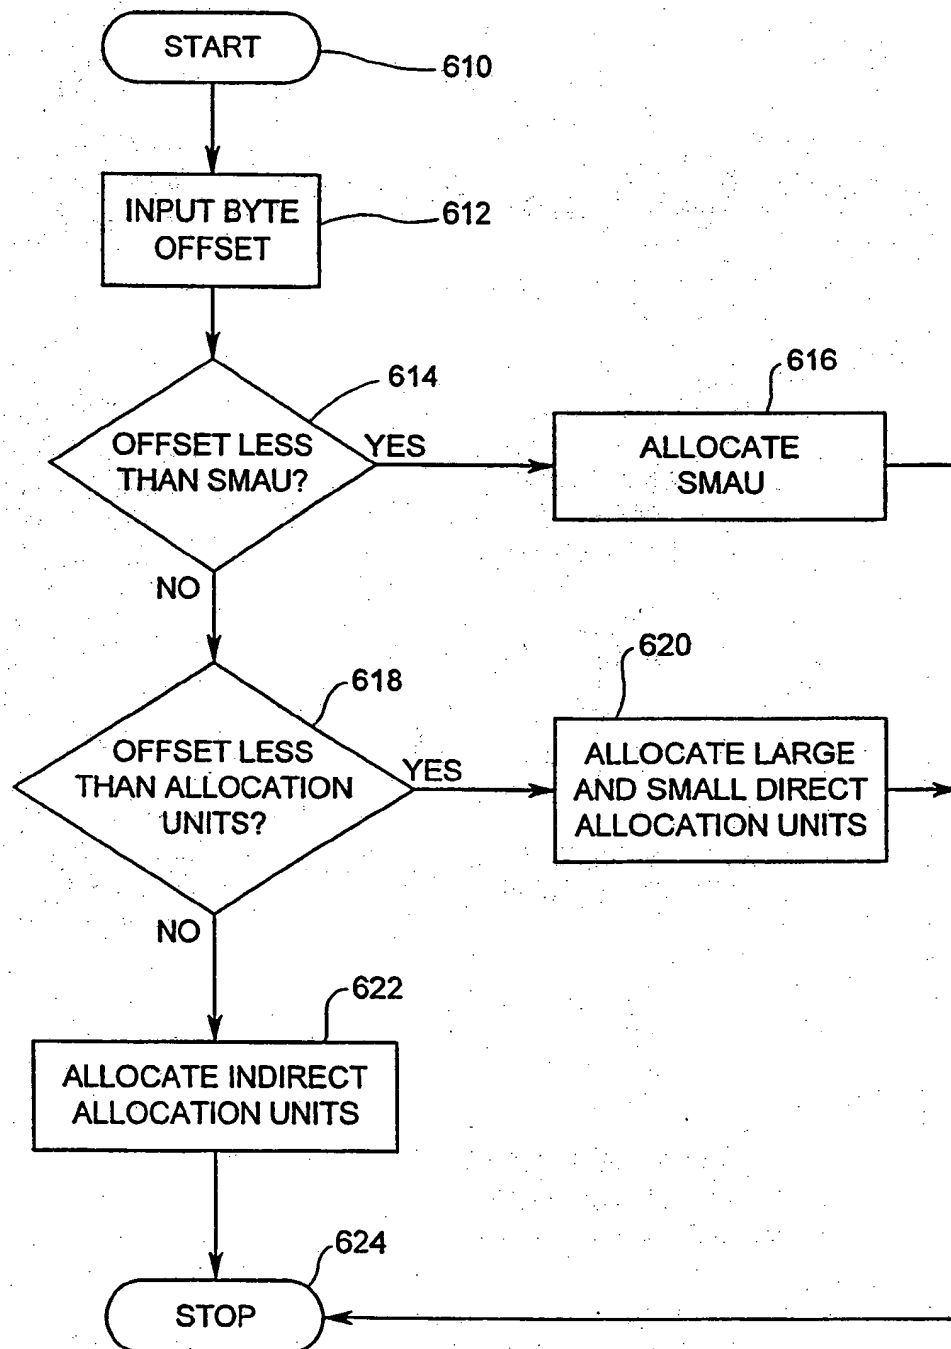 START
610
INPUT BYTE
OFFSET
612
614
OFFSET LESS
THAN SMAU?
YES
616
ALLOCATE
SMAU
NO
618
OFFSET LESS
THAN ALLOCATION
UNITS?
YES
620
ALLOCATE LARGE
AND SMALL DIRECT
ALLOCATION UNITS
NO
622
ALLOCATE INDIRECT
ALLOCATION UNITS
624
STOP